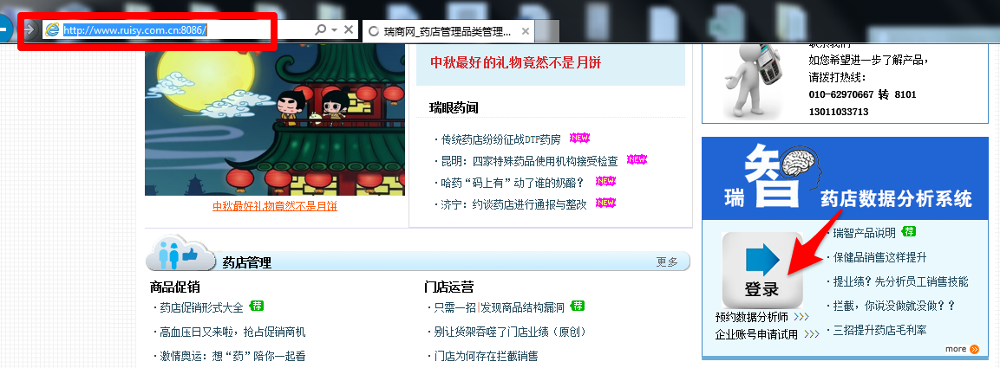 http://www.ruisy.com.cn:8086/
瑞商网_药店管理品类管理...
中秋最好礼物竟然不是月饼
中秋最好的礼物竟然不是月饼
瑞眼药闻
· 传统药店纷纷征战DTP药房 NEW
· 昆明：四家特殊药品使用机构接受检查 NEW
· 哈药“码上有”动了谁的奶酪？ NEW
· 济宁：约谈药店进行通报与整改 NEW
药店管理
更多
商品促销
· 药店促销形式大全 荐
· 高血压日又来啦，抢占促销商机
· 激情奥运：想“药”陪你一起看
门店运营
· 只需一招|发现商品结构漏洞 荐
· 别让货架吞噬了门店业绩（原创）
· 门店为何存在拦截销售
联系我们
如您希望进一步了解产品，
请拨打热线：
010-62970667 转 8101
13011033713
瑞智 药店数据分析系统
登录
预约数据分析师 >>>
企业账号申请试用 >>>
· 瑞智产品说明 荐
· 保健品销售这样提升
· 提业绩？先分析员工销售技能
· 拦截，你说没做就没做？？
· 三招提升药店毛利率
more